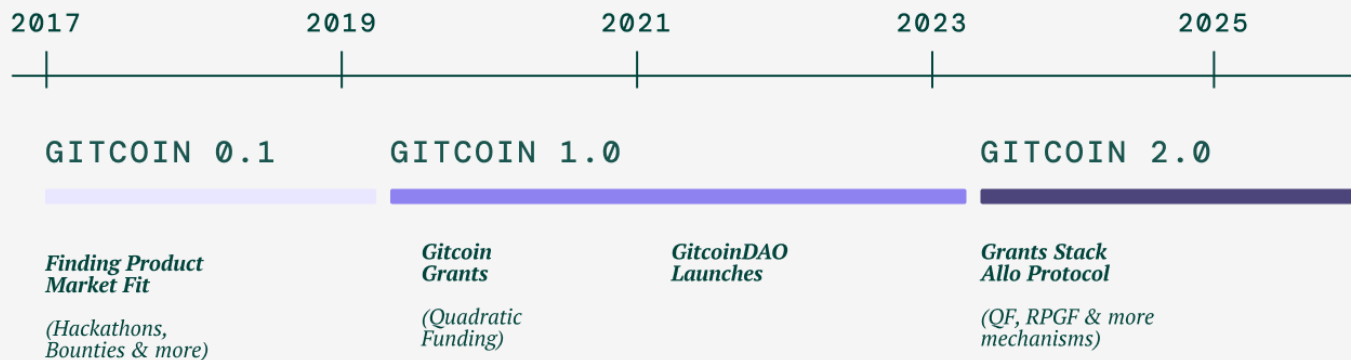 2017 2019 2021 2023 2025
GITCOIN 0.1 GITCOIN 1.0 GITCOIN 2.0
Finding Product
Market Fit
(Hackathons,
Bounties & more)
Gitcoin
Grants
(Quadratic
Funding)
GitcoinDAO
Launches
Grants Stack
Allo Protocol
(QF, RPGF & more
mechanisms)